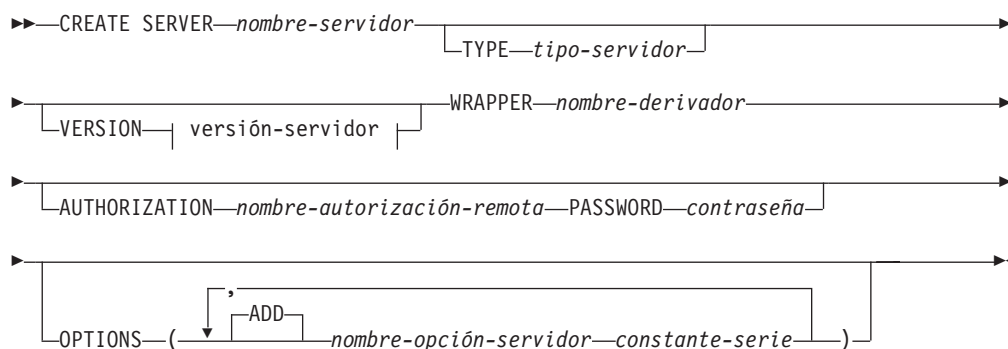 CREATE SERVER nombre-servidor
TYPE tipo-servidor
WRAPPER nombre-derivador
VERSION versión-servidor
AUTHORIZATION nombre-autorización-remota PASSWORD contraseña
,
ADD
OPTIONS ( nombre-opción-servidor constante-serie )